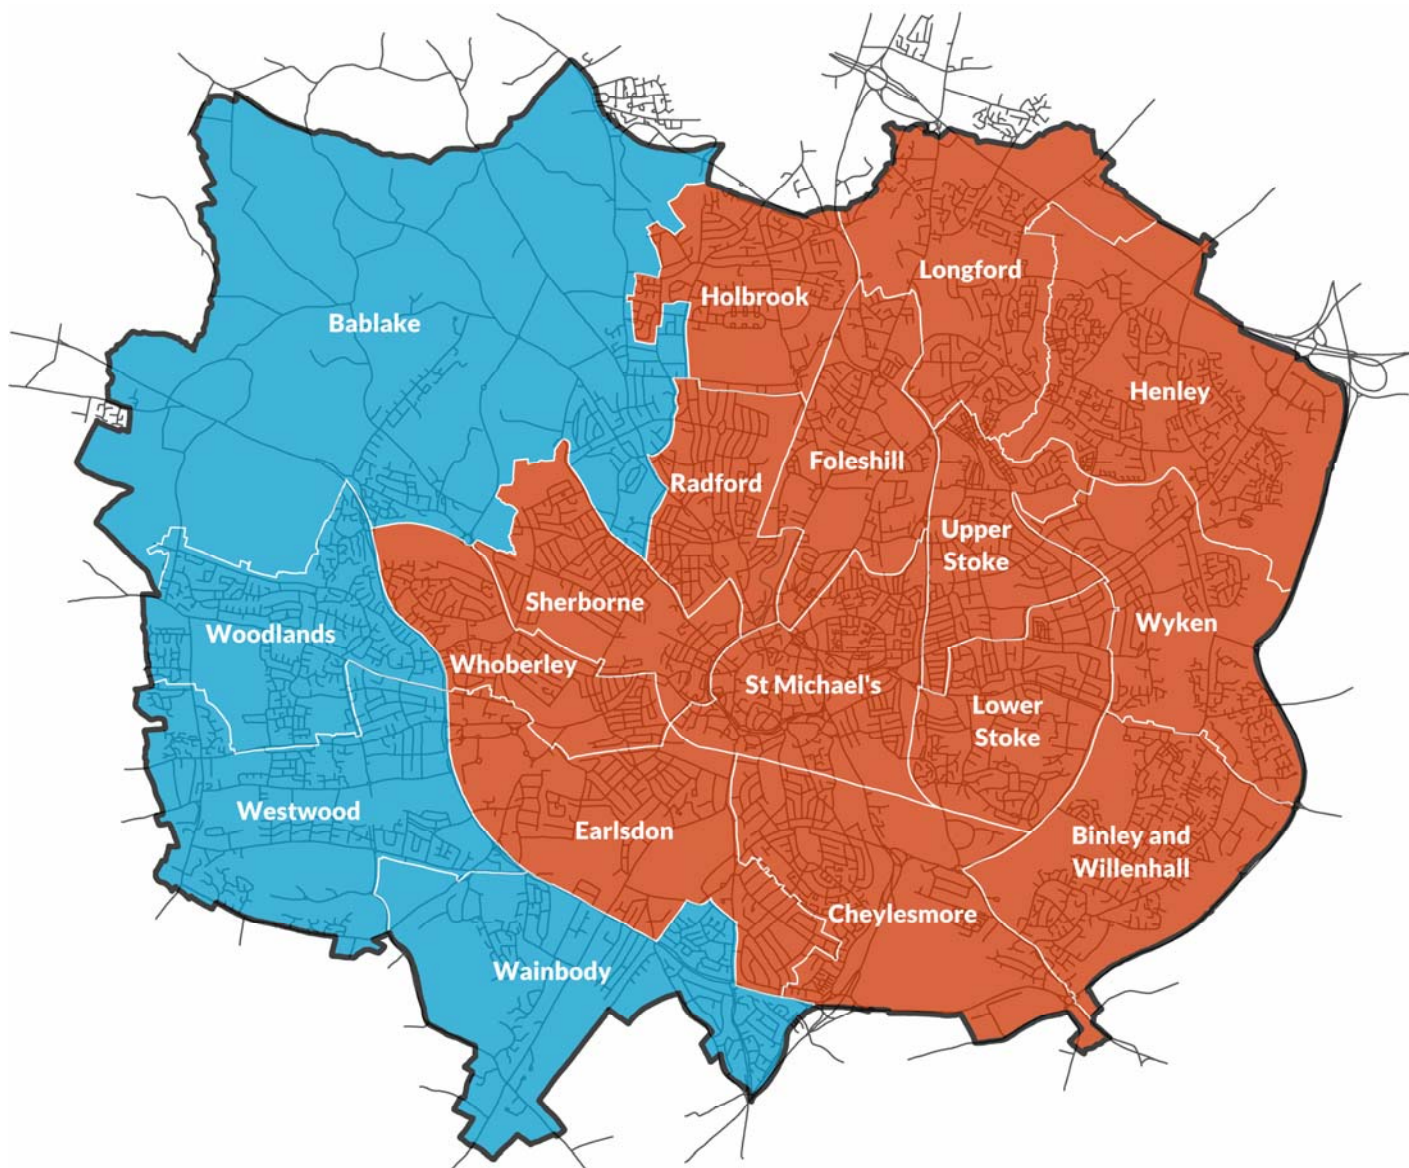 Longford
Holbrook
Bablake
Henley
Foleshill
Radford
Upper
Stoke
Sherborne
Wyken
Woodlands
Whoberley
St Michael's
Lower
Stoke
Westwood
Earlsdon
Binley and
Willenhall
Cheylesmore
Wainbody